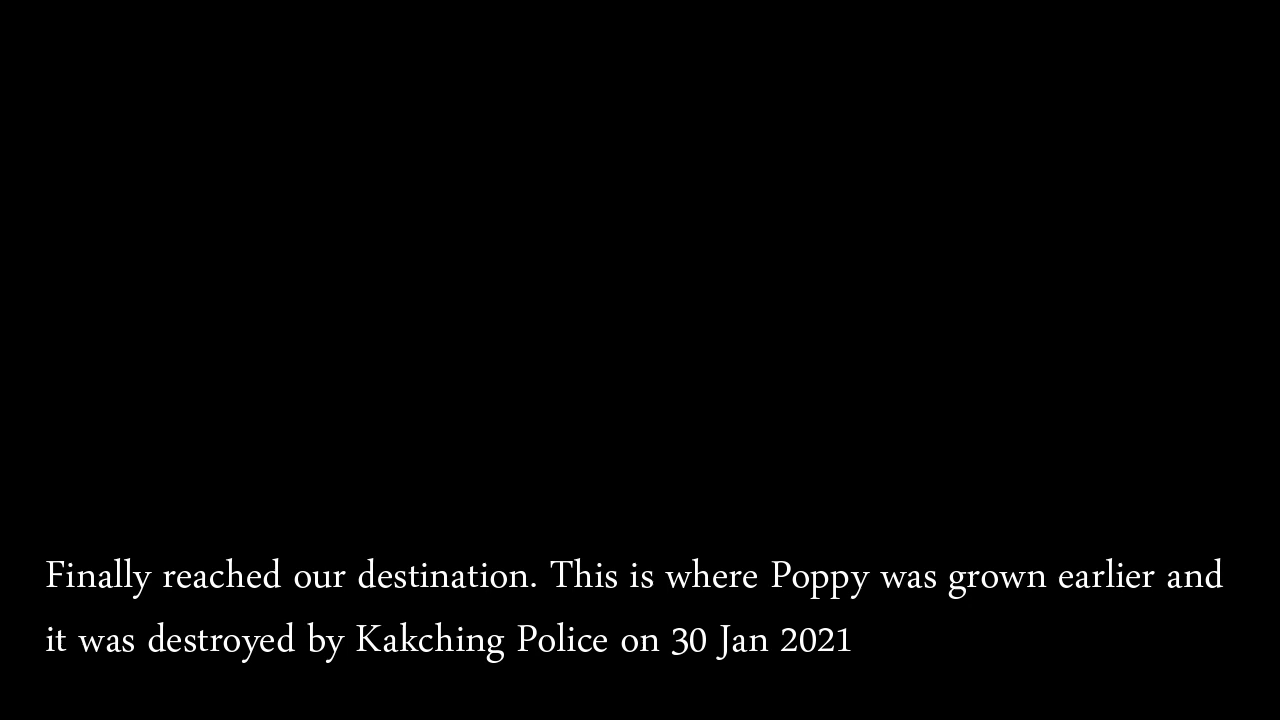 Finally reached our destination. This is where Poppy was grown earlier and
it was destroyed by Kakching Police on 30 Jan 2021